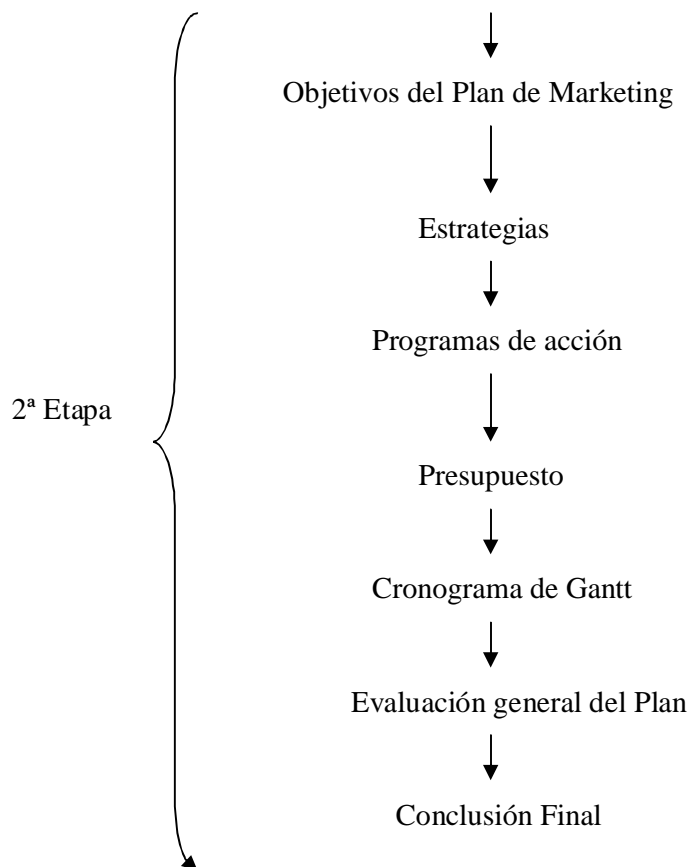 Objetivos del Plan de Marketing
Estrategias
Programas de acción
2ª Etapa
Presupuesto
Cronograma de Gantt
Evaluación general del Plan
Conclusión Final